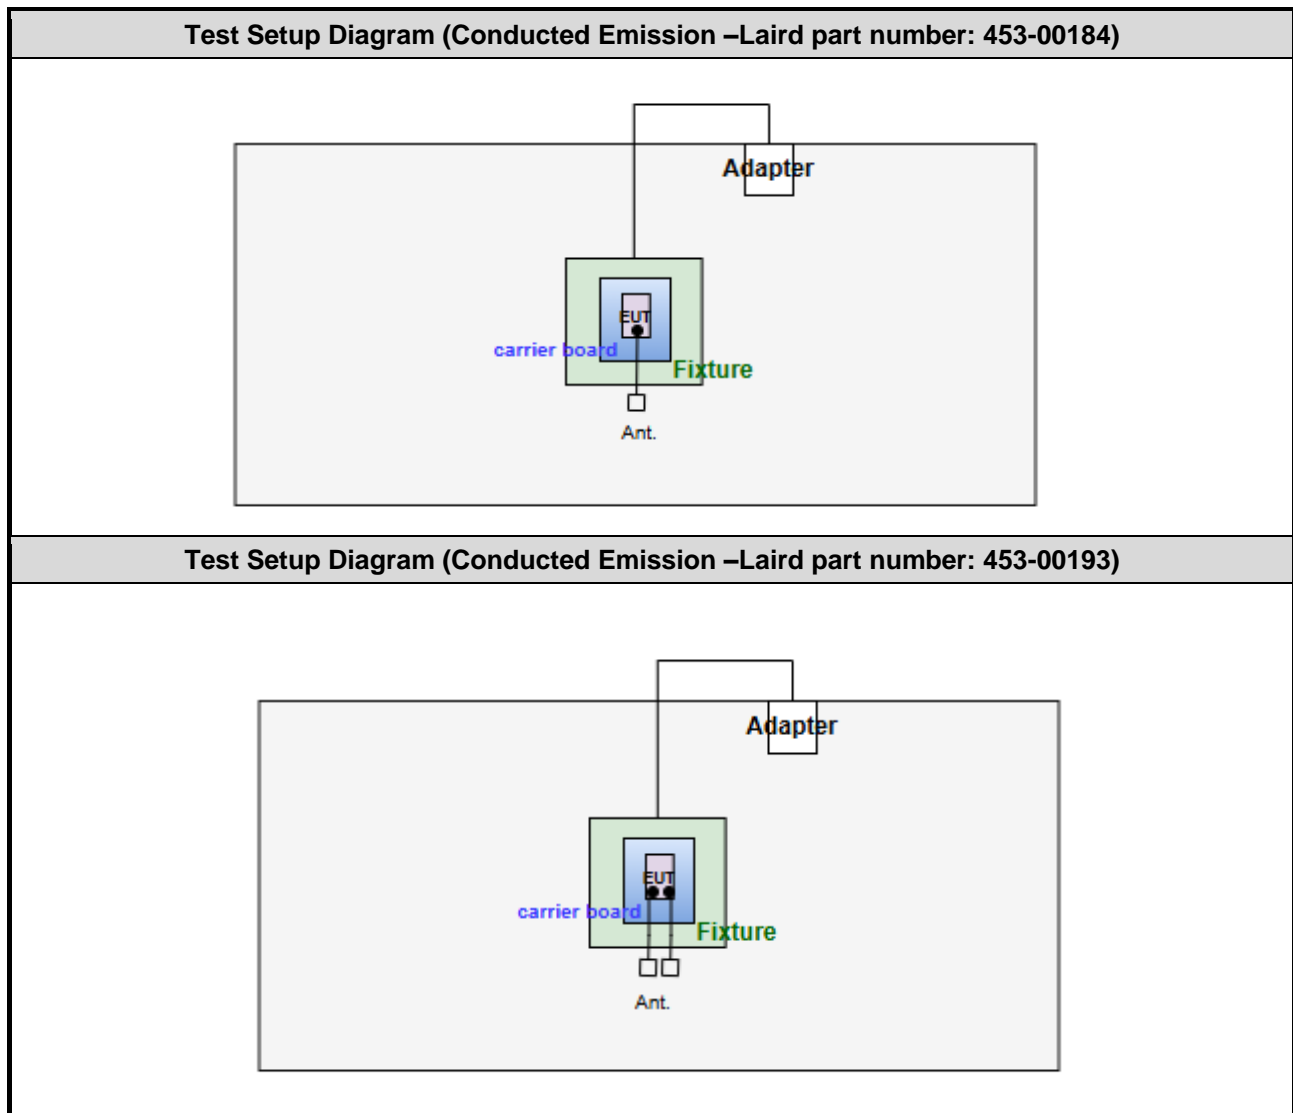 Test Setup Diagram (Conducted Emission –Laird part number: 453-00184)
Adapter
EUT
carrier board
Fixture
Ant.
Test Setup Diagram (Conducted Emission –Laird part number: 453-00193)
Adapter
EUT
carrier board
Fixture
Ant.